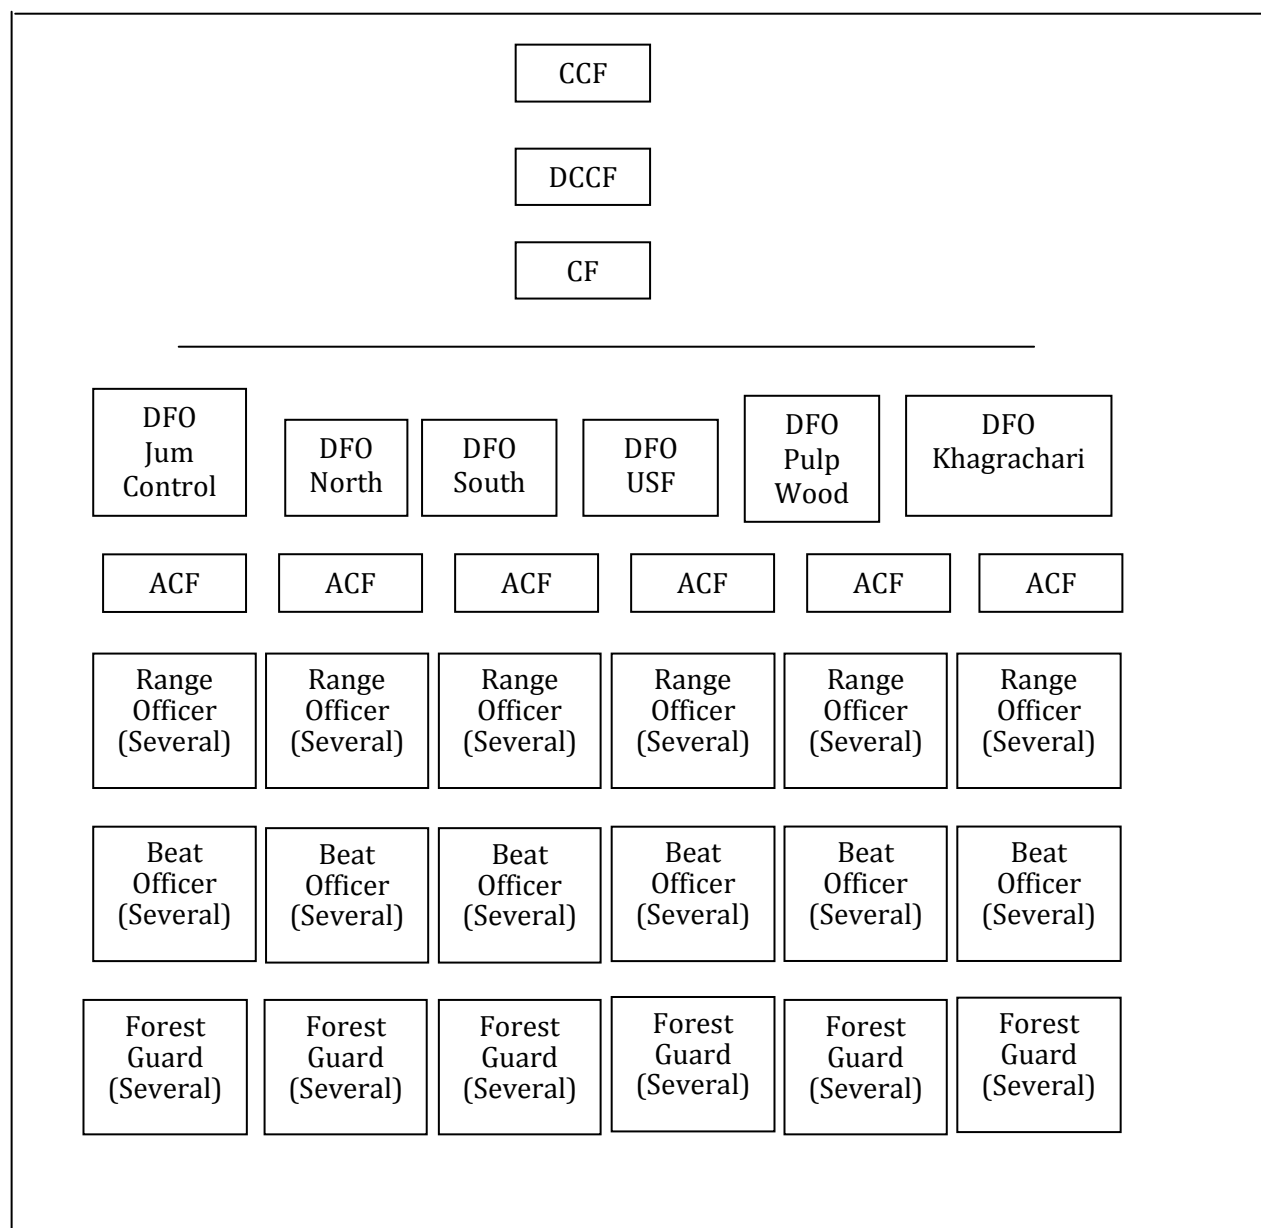 CCF
DCCF
CF
DFO
Jum
Control
DFO
North
DFO
South
DFO
USF
DFO
Pulp
Wood
DFO
Khagrachari
ACF
ACF
ACF
ACF
ACF
ACF
Range
Officer
(Several)
Range
Officer
(Several)
Range
Officer
(Several)
Range
Officer
(Several)
Range
Officer
(Several)
Range
Officer
(Several)
Beat
Officer
(Several)
Beat
Officer
(Several)
Beat
Officer
(Several)
Beat
Officer
(Several)
Beat
Officer
(Several)
Beat
Officer
(Several)
Forest
Guard
(Several)
Forest
Guard
(Several)
Forest
Guard
(Several)
Forest
Guard
(Several)
Forest
Guard
(Several)
Forest
Guard
(Several)